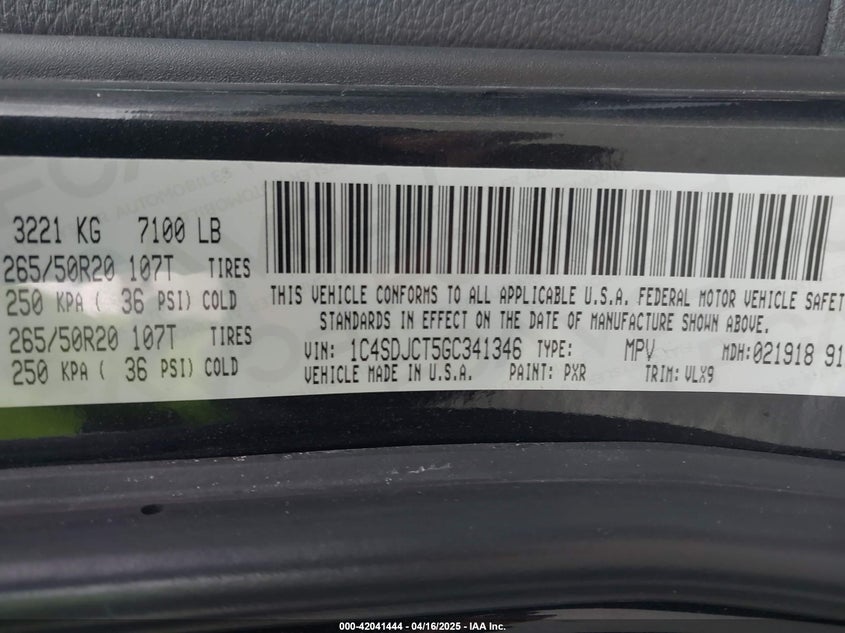 3221 KG 7100 LB
265/50R20 107T TIRES
250 KPA ( 36 PSI) COLD
265/50R20 107T TIRES
250 KPA ( 36 PSI) COLD
THIS VEHICLE CONFORMS TO ALL APPLICABLE U.S.A. FEDERAL MOTOR VEHICLE SAFET
STANDARDS IN EFFECT ON THE DATE OF MANUFACTURE SHOWN ABOVE.
VIN: 1C4SDJCT5GC341346 TYPE: MPV MDH:021918 91
VEHICLE MADE IN U.S.A. PAINT: PXR TRIM: VLX9
000-42041444 - 04/16/2025 - IAA Inc.